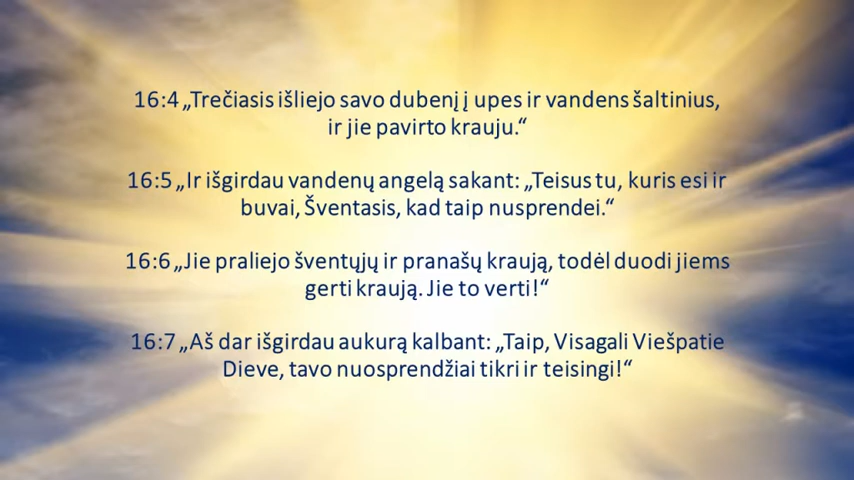 16:4 „Trečiasis išliejo savo dubenį į upes ir vandens šaltinius,
ir jie pavirto krauju.“
16:5 „Ir išgirdau vandenų angelą sakant: „Teisus tu, kuris esi ir
buvai, Šventasis, kad taip nusprendei.“
16:6 „Jie praliejo šventųjų ir pranašų kraują, todėl duodi jiems
gerti kraują. Jie to verti!“
16:7 „Aš dar išgirdau aukurą kalbant: „Taip, Visagali Viešpatie
Dieve, tavo nuosprendžiai tikri ir teisingi!“